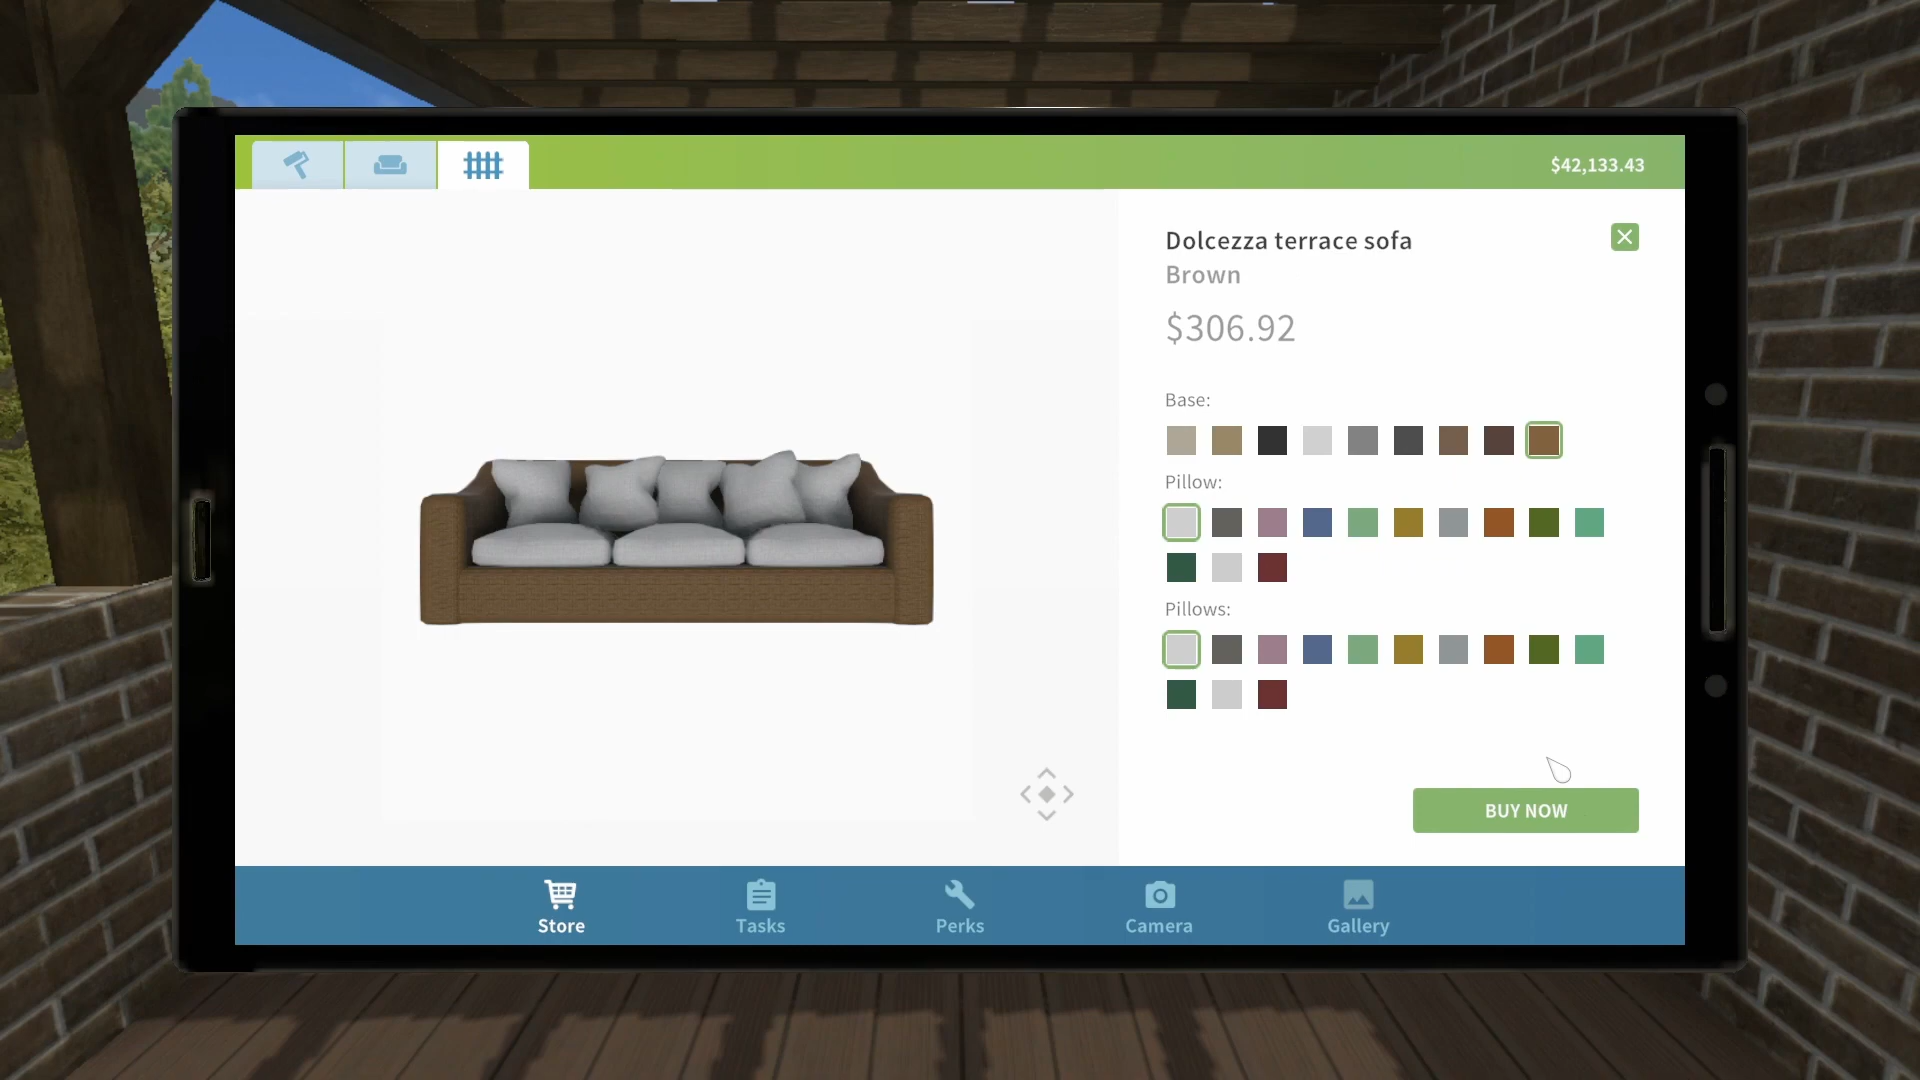 $42,133.43
Dolcezza terrace sofa
Brown
$306.92
Base:
Pillow:
Pillows:
BUY NOW
Store
Tasks
Perks
Camera
Gallery